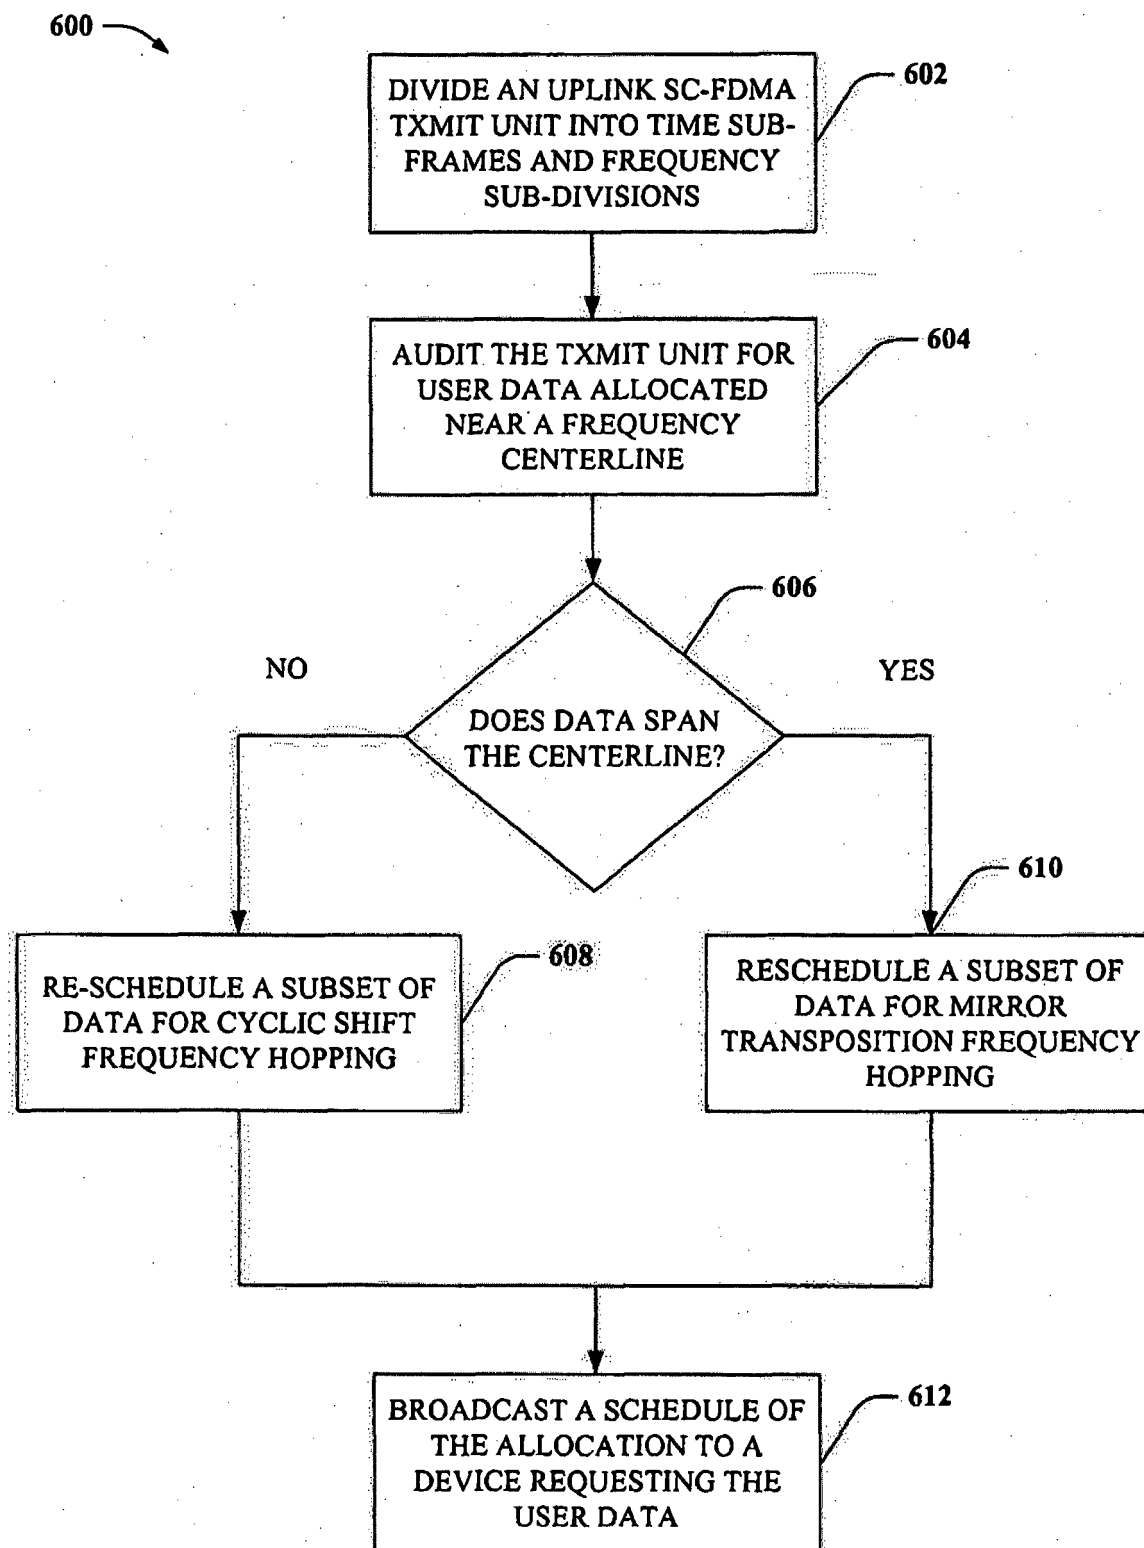 600
DIVIDE AN UPLINK SC-FDMA
TXMIT UNIT INTO TIME SUB-
FRAMES AND FREQUENCY
SUB-DIVISIONS
602
AUDIT THE TXMIT UNIT FOR
USER DATA ALLOCATED
NEAR A FREQUENCY
CENTERLINE
604
606
NO
YES
DOES DATA SPAN
THE CENTERLINE?
610
RE-SCHEDULE A SUBSET OF
DATA FOR CYCLIC SHIFT
FREQUENCY HOPPING
608
RESCHEDULE A SUBSET OF
DATA FOR MIRROR
TRANSPOSITION FREQUENCY
HOPPING
BROADCAST A SCHEDULE OF
THE ALLOCATION TO A
DEVICE REQUESTING THE
USER DATA
612